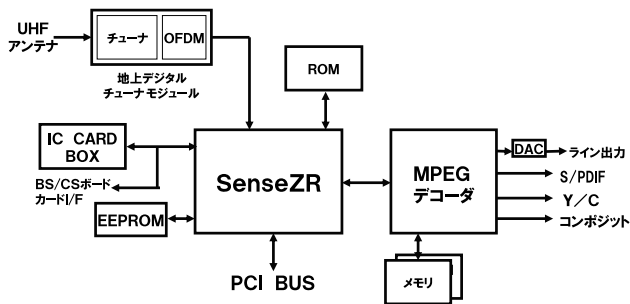 UHF
アンテナ
チューナ
OFDM
地上デジタル
チューナモジュール
ROM
IC CARD
BOX
BS/CSボード
カードI/F
EEPROM
SenseZR
PCI BUS
MPEG
デコーダ
DAC
ライン出力
S/PDIF
Y/C
コンポジット
メモリ